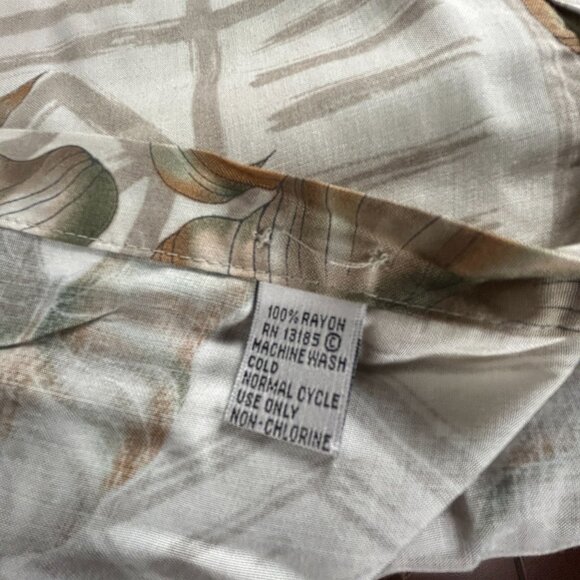 100% RAYON
RN 13185 ©
MACHINE WASH
COLD
NORMAL CYCLE
USE ONLY
NON-CHLORINE